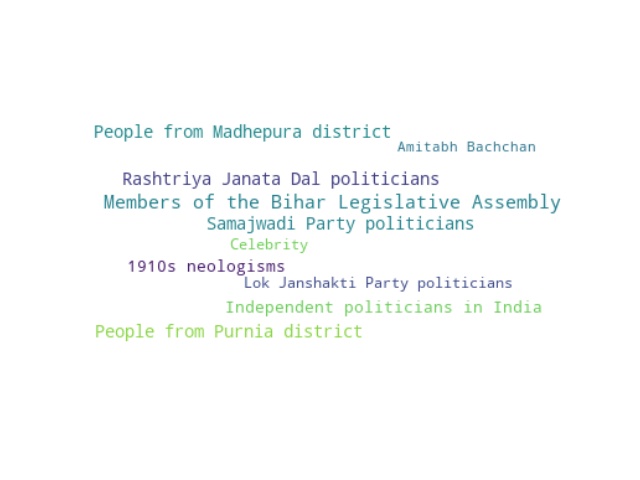 People from Madhepura district
Amitabh Bachchan
Rashtriya Janata Dal politicians
Members of the Bihar Legislative Assembly
Samajwadi Party politicians
Celebrity
1910s neologisms
Lok Janshakti Party politicians
Independent politicians in India
People from Purnia district